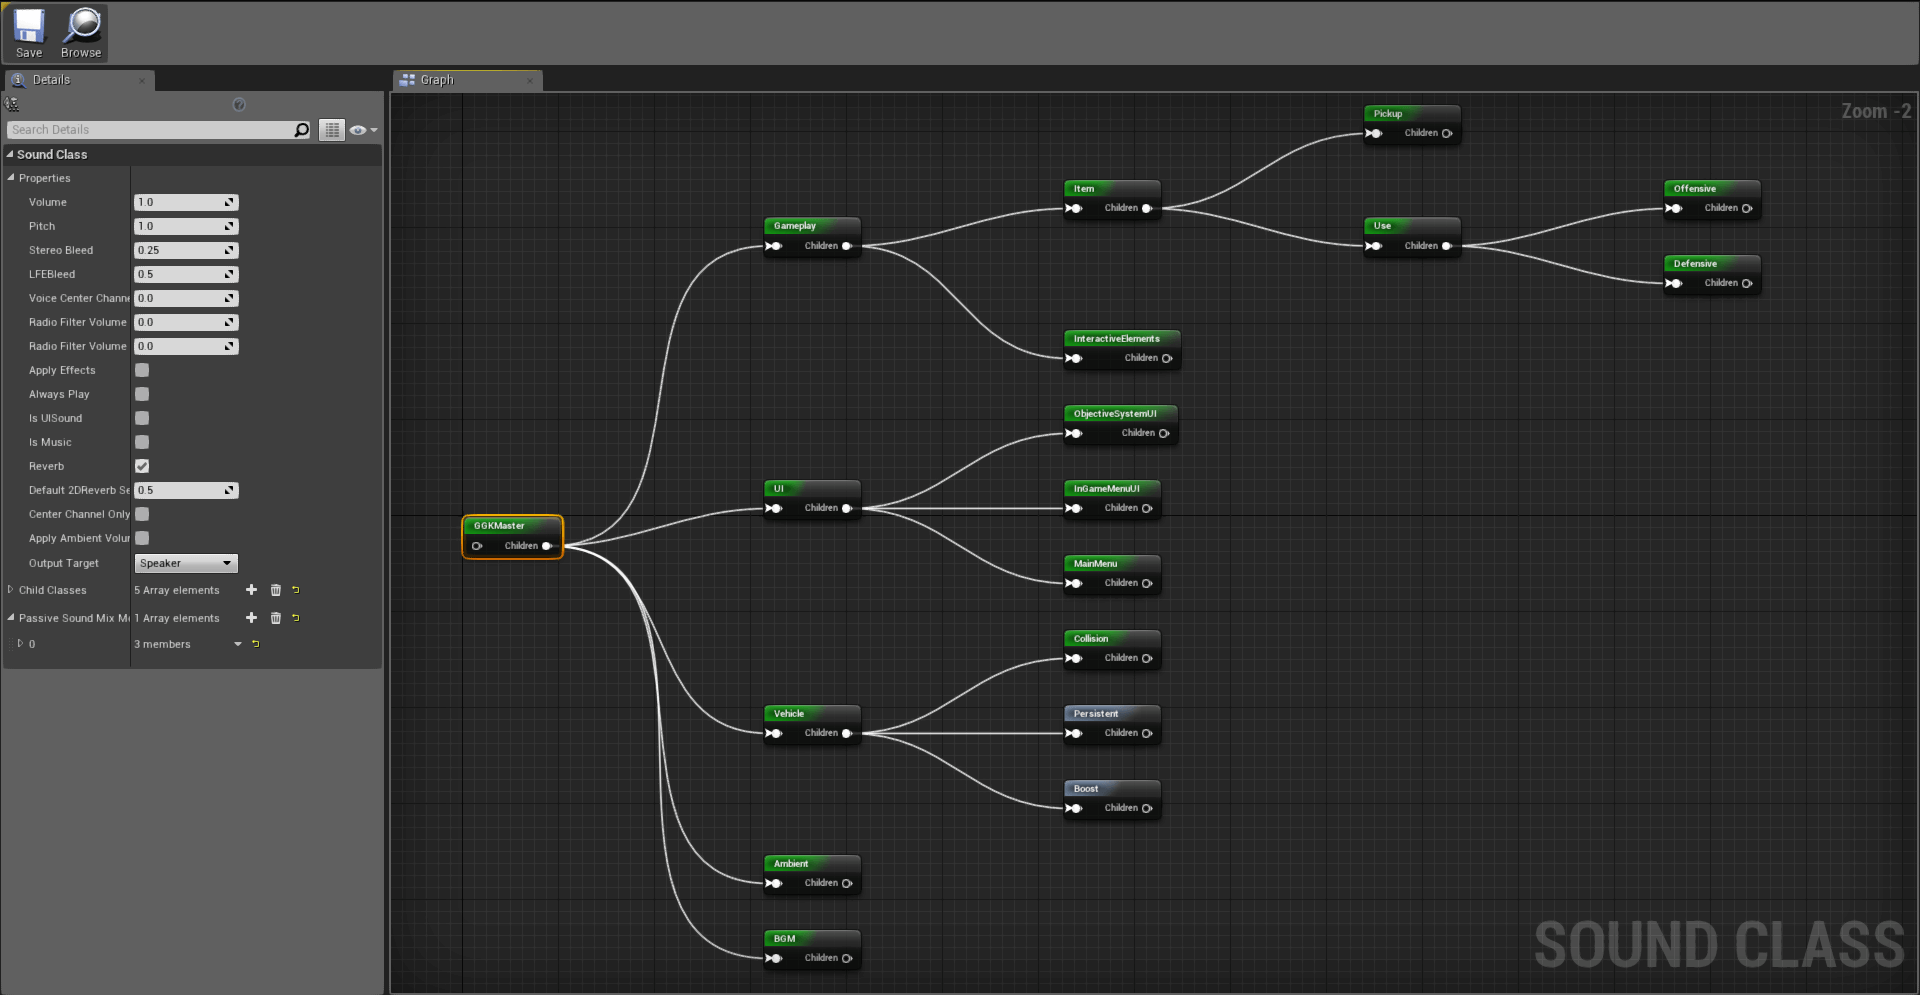 Save
Browse
Details
Graph
Search Details
Sound Class
Properties
Volume 1.0
Pitch 1.0
Stereo Bleed 0.25
LFEBleed 0.5
Voice Center Channe 0.0
Radio Filter Volume 0.0
Radio Filter Volume 0.0
Apply Effects
Always Play
Is UISound
Is Music
Reverb
Default 2DReverb Se 0.5
Center Channel Only
Apply Ambient Volur
Output Target Speaker
Child Classes 5 Array elements
Passive Sound Mix Mo 1 Array elements
0 3 members
Zoom -2
GGKMaster
Children
Gameplay
Children
UI
Children
Vehicle
Children
Ambient
Children
BGM
Children
Item
Children
InteractiveElements
Children
ObjectiveSystemUI
Children
InGameMenuUI
Children
MainMenu
Children
Collision
Children
Persistent
Children
Boost
Children
Pickup
Children
Use
Children
Offensive
Children
Defensive
Children
SOUND CLASS